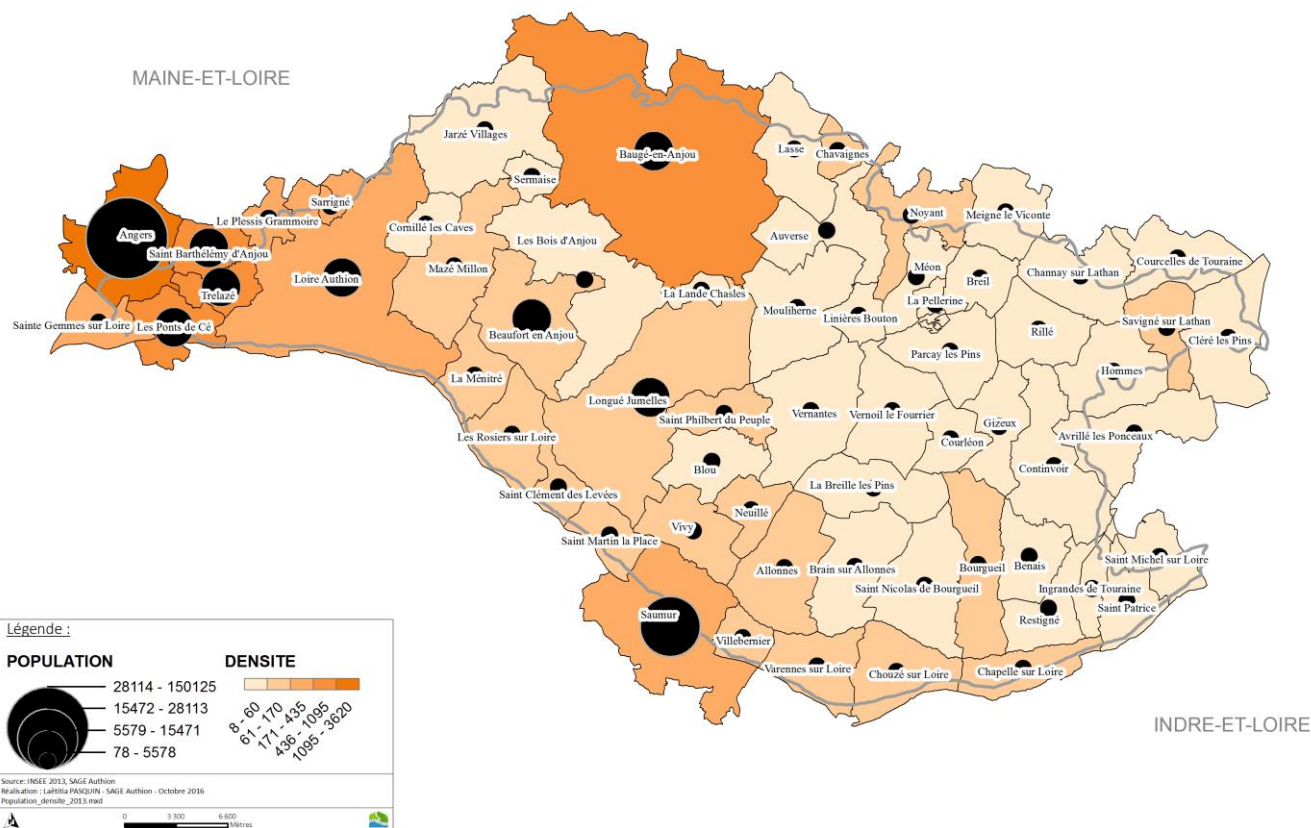 MAINE-ET-LOIRE
Jarzé Villages
Baugé-en-Anjou
Lasse
Chavaignes
Sermaise
Sarrigné
Le Plessis Grammoire
Noyant
Meigne le Viconte
Angers
Saint Barthélémy d'Anjou
Cornillé les Caves
Les Bois d'Anjou
Auverse
Courcelles de Touraine
Mazé Millon
Loire Authion
Méon
Breil
Channay sur Lathan
Trelazé
La Lande Chasles
La Pellerine
Mouliherne
Linières Bouton
Sainte Gemmes sur Loire
Les Ponts de Cé
Beaufort en Anjou
Rillé
Savigné sur Lathan
Cléré les Pins
Parcay les Pins
La Ménitré
Hommes
Longué Jumelles
Saint Philbert du Peuple
Vernantes
Vernoil le Fourrier
Gizeux
Les Rosiers sur Loire
Courléon
Avrillé les Ponceaux
Blou
Continvoir
La Breille les Pins
Saint Clément des Levées
Neuillé
Vivy
Saint Martin la Place
Allonnes
Brain sur Allonnes
Bourgueil
Benais
Saint Michel sur Loire
Saint Nicolas de Bourgueil
Ingrandes de Touraine
Restigné
Saint Patrice
Saumur
Villebernier
Varennes sur Loire
Chouzé sur Loire
Chapelle sur Loire
INDRE-ET-LOIRE
Légende :
POPULATION
28114 - 150125
15472 - 28113
5579 - 15471
78 - 5578
DENSITE
8 - 60
61 - 170
171 - 435
436 - 1095
1095 - 3620
Source: INSEE 2013, SAGE Authion
Réalisation : Laëtitia PASQUIN - SAGE Authion - Octobre 2016
Population_densite_2013.mxd
0 3 300 6 600
Mètres